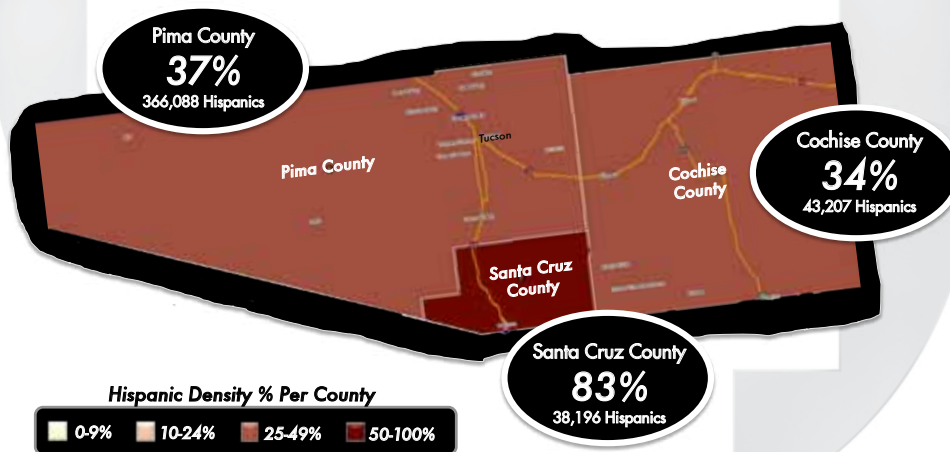 Pima County
37%
366,088 Hispanics
Tucson
Pima County
Cochise
County
Cochise County
34%
43,207 Hispanics
Santa Cruz
County
Santa Cruz County
83%
38,196 Hispanics
Hispanic Density % Per County
0-9%
10-24%
25-49%
50-100%